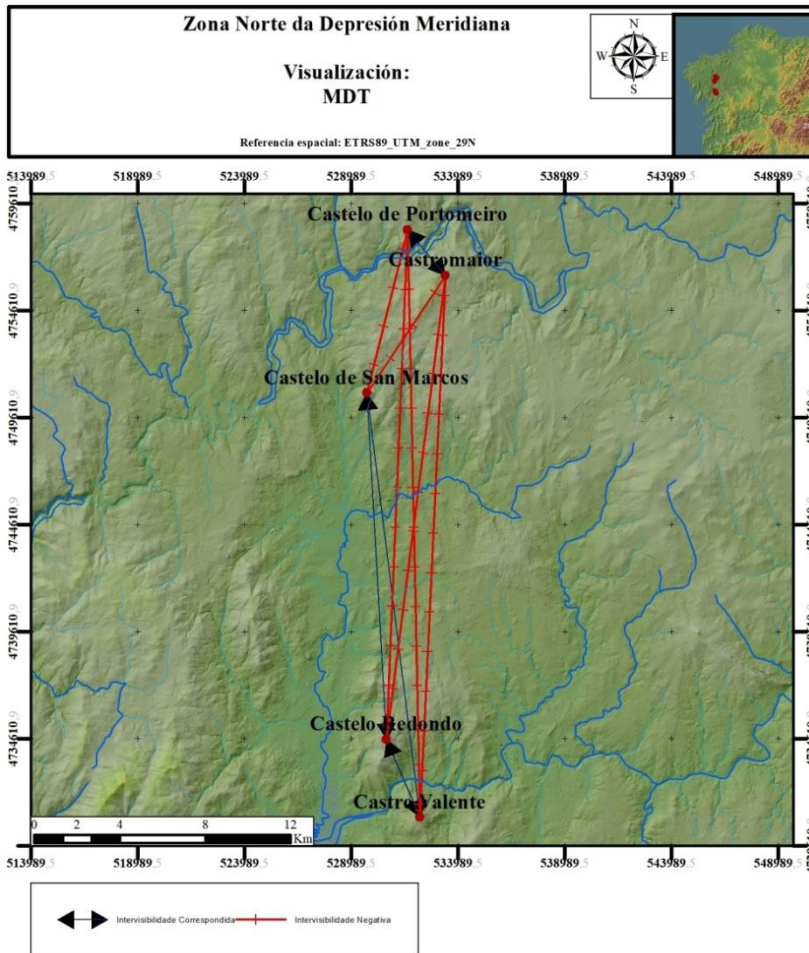 Zona Norte da Depresión Meridiana
Visualización:
MDT
Referencia espacial: ETRS89_UTM_zone_29N
N
W E
S
513989,5 518989,5 523989,5 528989,5 533989,5 538989,5 543989,5 548989,5
4759610,9
4754610,9
4749610,9
4744610,9
4739610,9
4734610,9
Castelo de Portomeiro
Castromaior
Castelo de San Marcos
Castelo Redondo
Castro Valente
0 2 4 8 12
Km
513989,5 518989,5 523989,5 528989,5 533989,5 538989,5 543989,5 548989,5
Intervisibilidade Correspondida Intervisibilidade Negativa